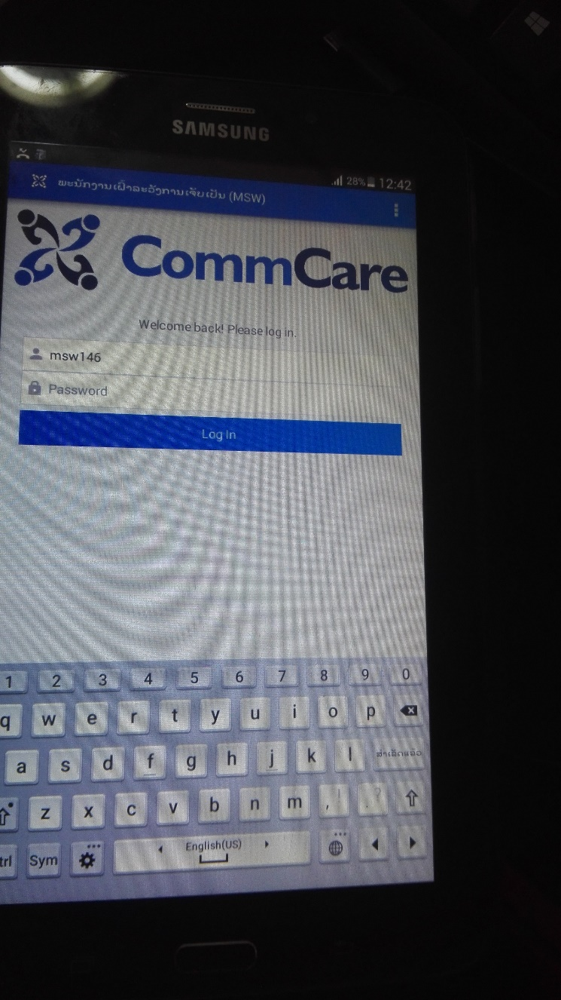 SAMSUNG
28% 12:42
ພະນັກງານເຝົ້າລະວັງການເຈັບເປັນ (MSW)
CommCare
Welcome back! Please log in.
msw146
Password
Log In
1 2 3 4 5 6 7 8 9 0
q w e r t y u i o p
a s d f g h j k l ສຳເລັດແລ້ວ
z x c v b n m , ! . ?
trl Sym English(US)